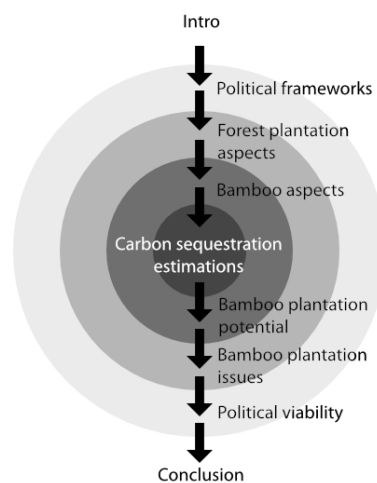 Intro
Political frameworks
Forest plantation
aspects
Bamboo aspects
Carbon sequestration
estimations
Bamboo plantation
potential
Bamboo plantation
issues
Political viability
Conclusion